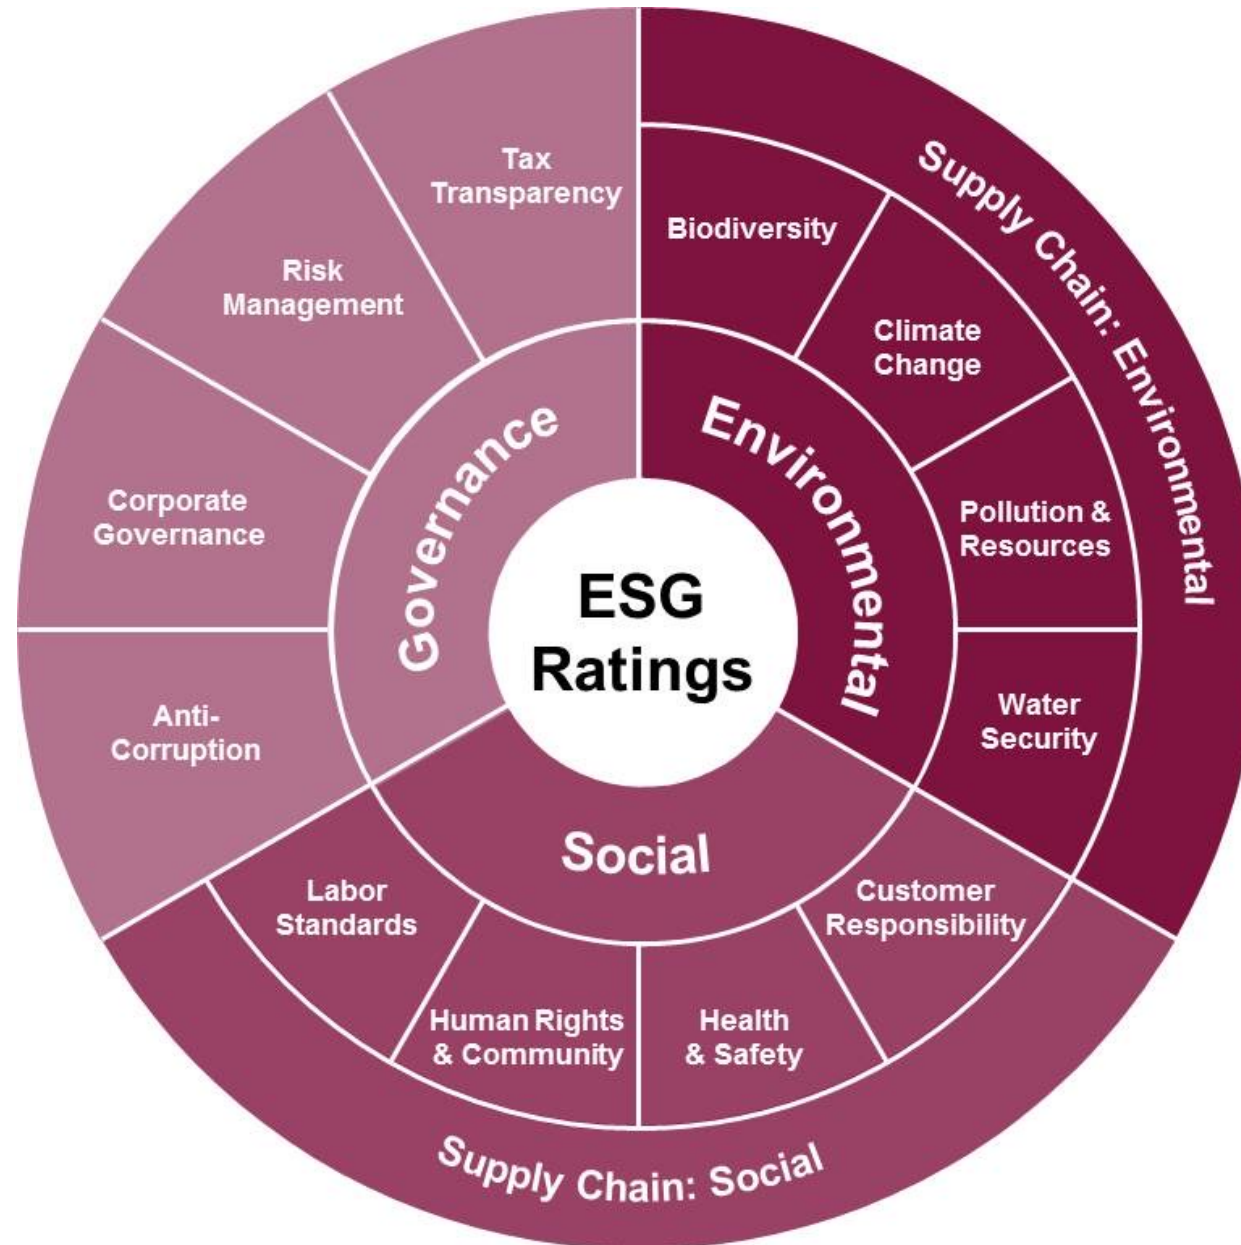 ESG
Ratings
Environmental
Biodiversity
Climate
Change
Pollution &
Resources
Water
Security
Supply Chain: Environmental
Social
Customer
Responsibility
Health
& Safety
Human Rights
& Community
Labor
Standards
Supply Chain: Social
Governance
Anti-
Corruption
Corporate
Governance
Risk
Management
Tax
Transparency